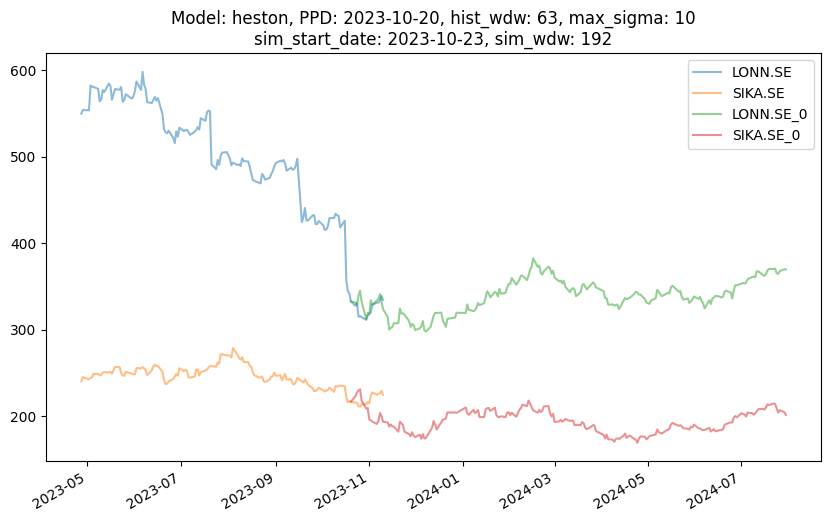 Model: heston, PPD: 2023-10-20, hist_wdw: 63, max_sigma: 10
sim_start_date: 2023-10-23, sim_wdw: 192
LONN.SE
SIKA.SE
LONN.SE_0
SIKA.SE_0
600
500
400
300
200
2023-05
2023-07
2023-09
2023-11
2024-01
2024-03
2024-05
2024-07